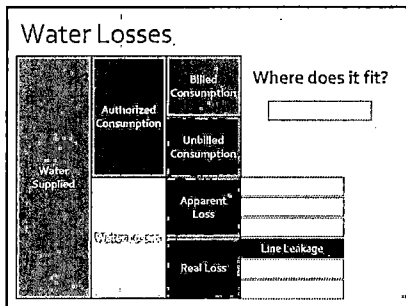 Water Losses
Where does it fit?
Billed
Consumption
Authorized
Consumption
Unbilled
Consumption
Water
Supplied
Apparent
Loss
Water Losses
Line Leakage
Real Loss